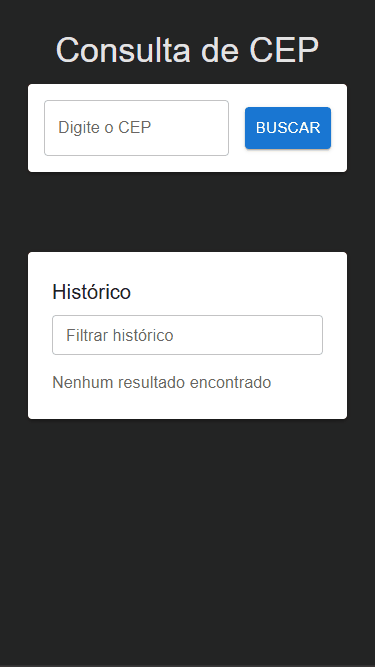 Consulta de CEP
Digite o CEP
BUSCAR
Histórico
Filtrar histórico
Nenhum resultado encontrado